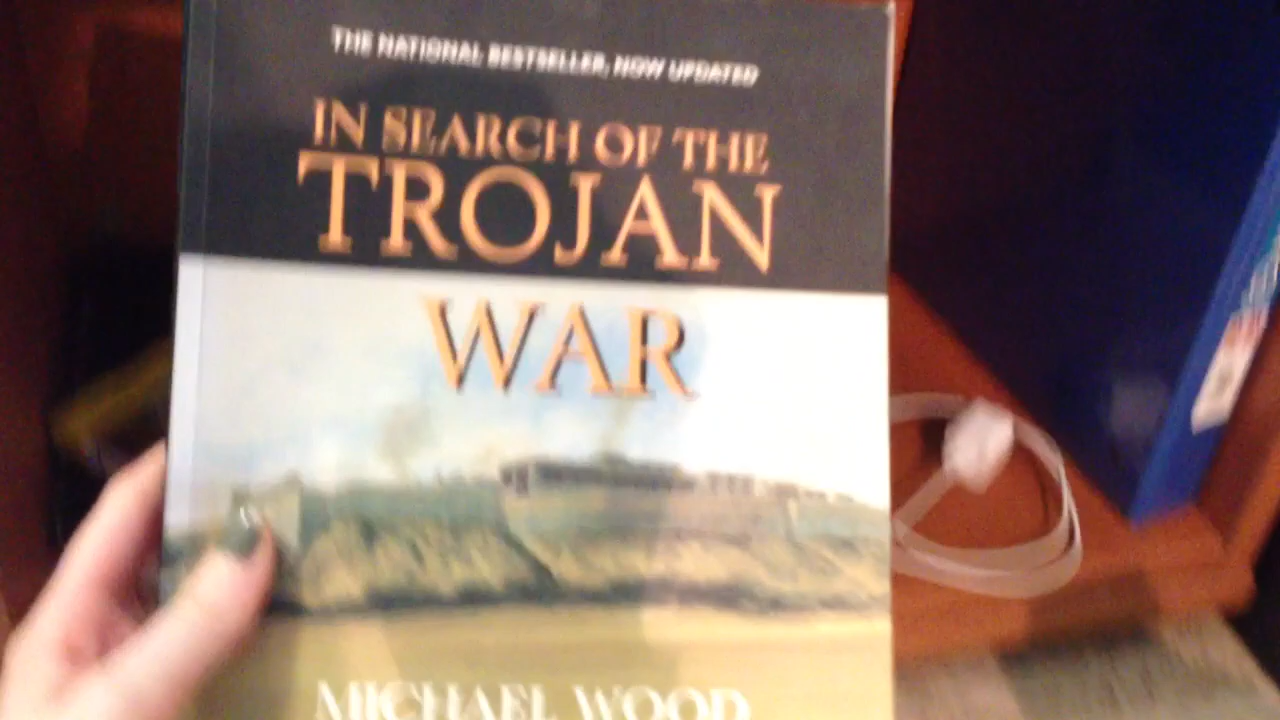 THE NATIONAL BESTSELLER, NOW UPDATED
IN SEARCH OF THE
TROJAN
WAR
MICHAEL WOOD